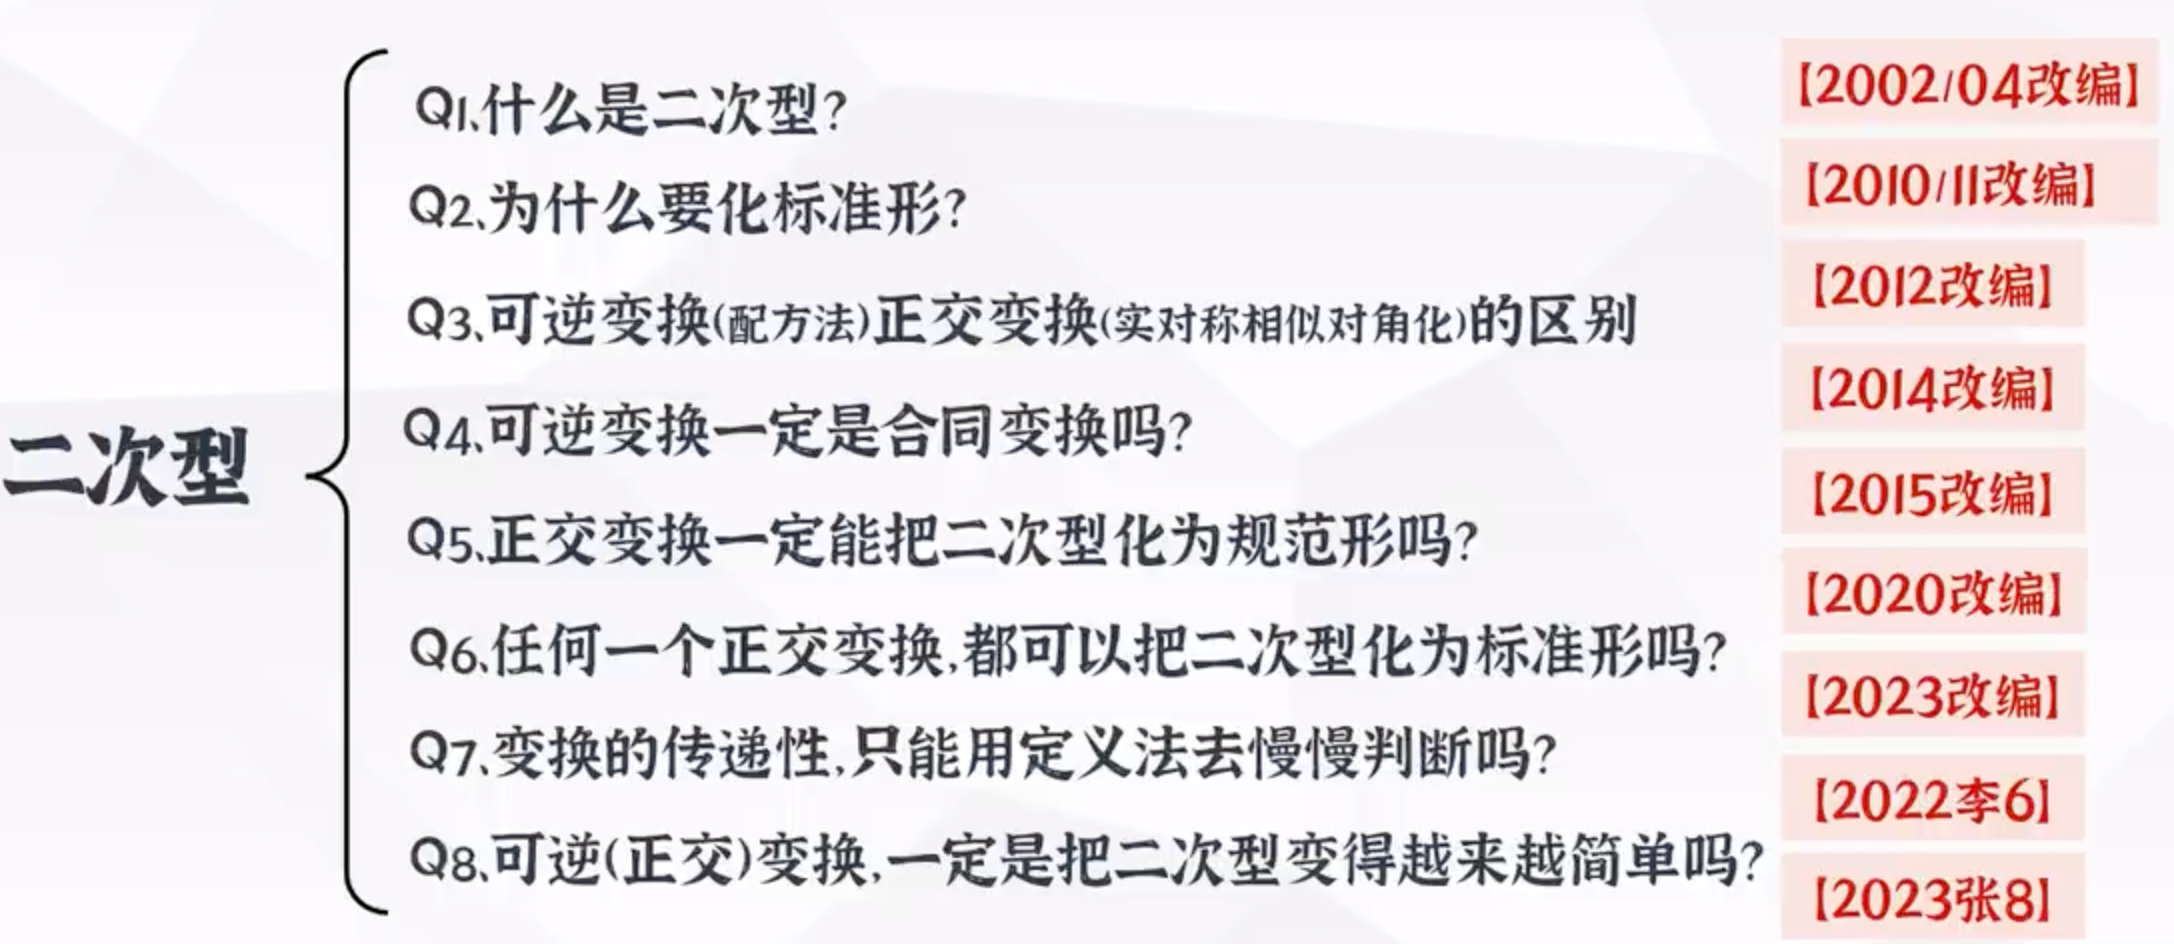 二次型
Q1、什么是二次型?
Q2、为什么要化标准形?
Q3、可逆变换(配方法)正交变换(实对称相似对角化)的区别
Q4、可逆变换一定是合同变换吗?
Q5、正交变换一定能把二次型化为规范形吗?
Q6、任何一个正交变换,都可以把二次型化为标准形吗?
Q7、变换的传递性,只能用定义法去慢慢判断吗?
Q8、可逆(正交)变换,一定是把二次型变得越来越简单吗?
【2002/04改编】
【2010/11改编】
【2012改编】
【2014改编】
【2015改编】
【2020改编】
【2023改编】
【2022李6】
【2023张8】